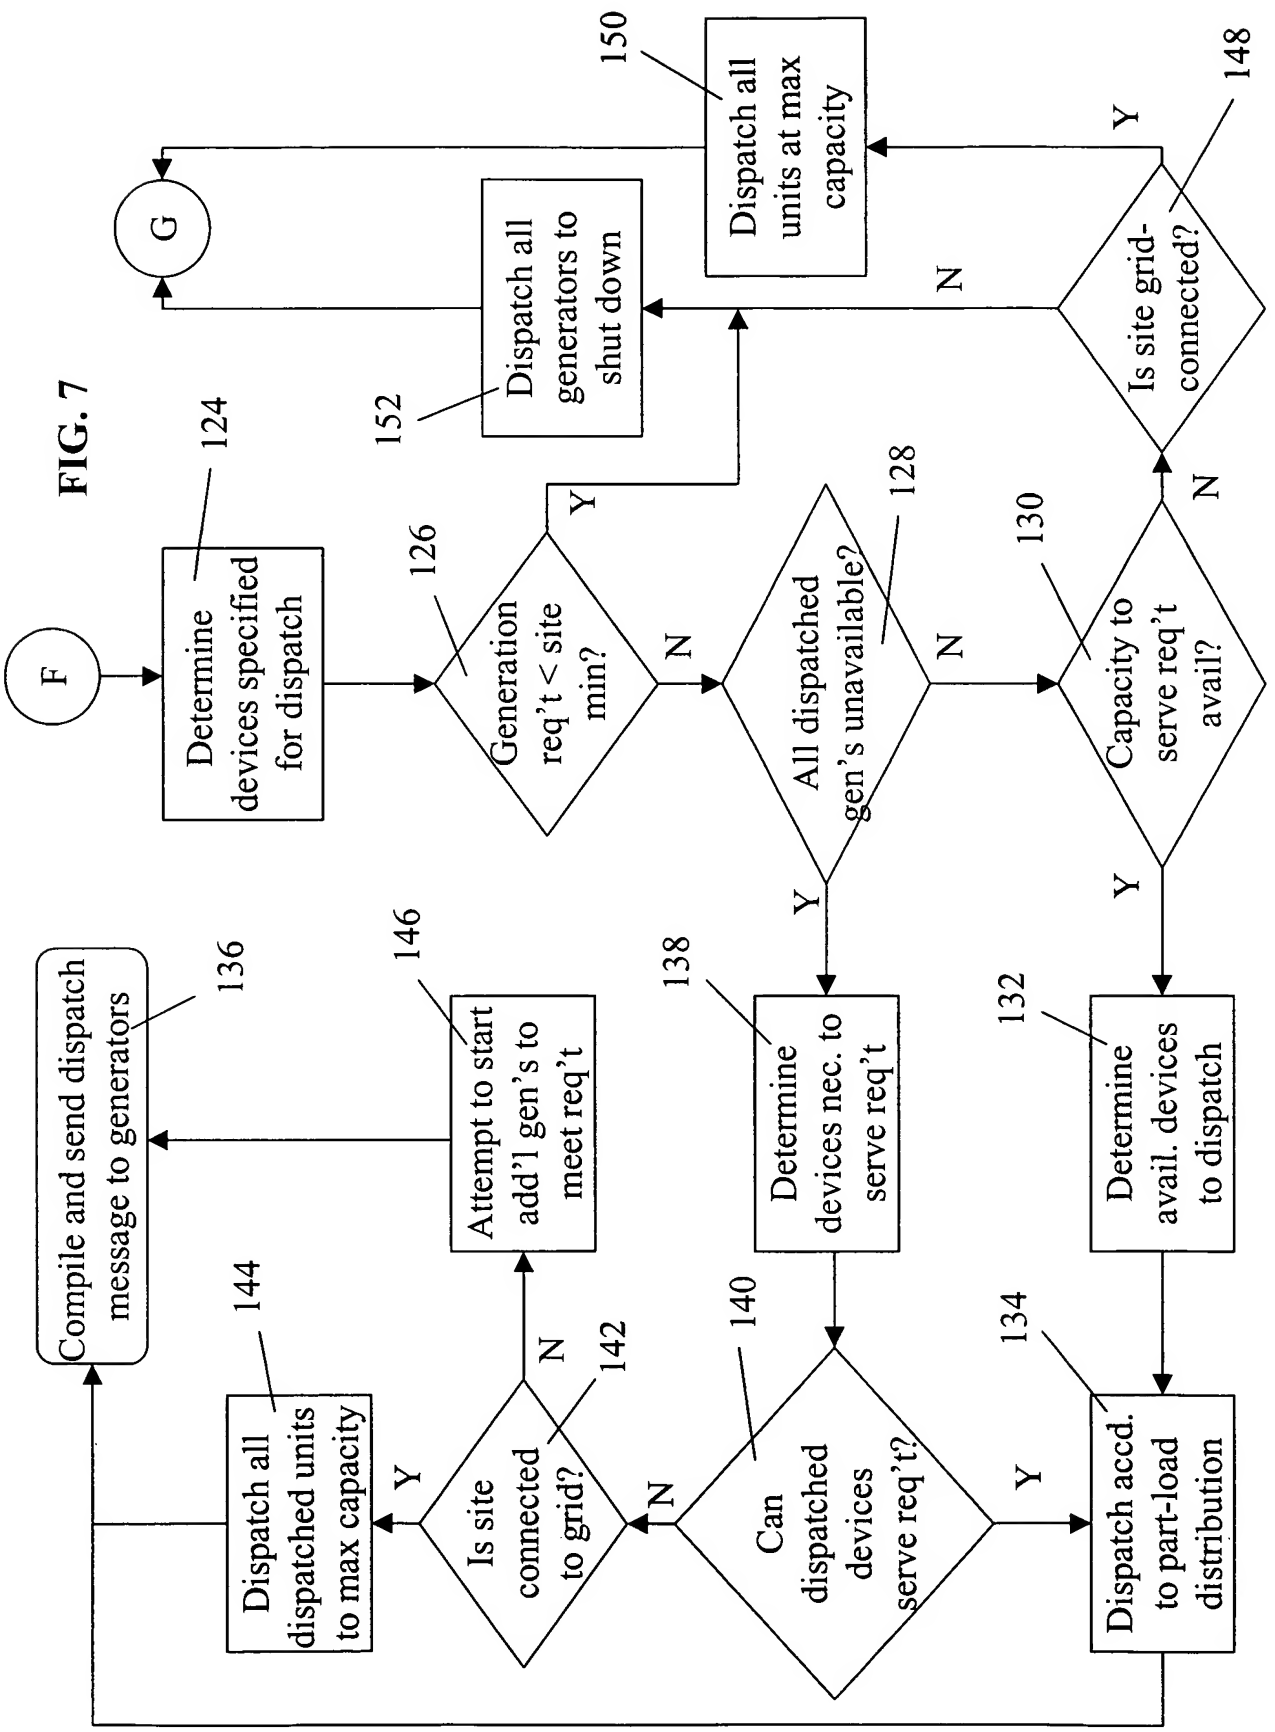 FIG. 7
F
124
Determine
devices specified
for dispatch
126
Generation
req't < site
min?
Y
N
128
All dispatched
gen's unavailable?
Y
N
130
Capacity to
serve req't
avail?
Y
N
132
Determine
avail. devices
to dispatch
134
Dispatch accd.
to part-load
distribution
136
Compile and send dispatch
message to generators
138
Determine
devices nec. to
serve req't
140
Can
dispatched
devices
serve req't?
Y
N
142
Is site
connected
to grid?
Y
N
144
Dispatch all
dispatched units
to max capacity
146
Attempt to start
add'l gen's to
meet req't
148
Is site grid-
connected?
Y
N
150
Dispatch all
units at max
capacity
152
Dispatch all
generators to
shut down
G